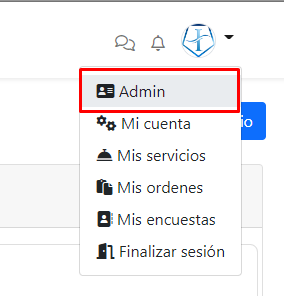 Admin
Mi cuenta
Mis servicios
Mis ordenes
Mis encuestas
Finalizar sesión